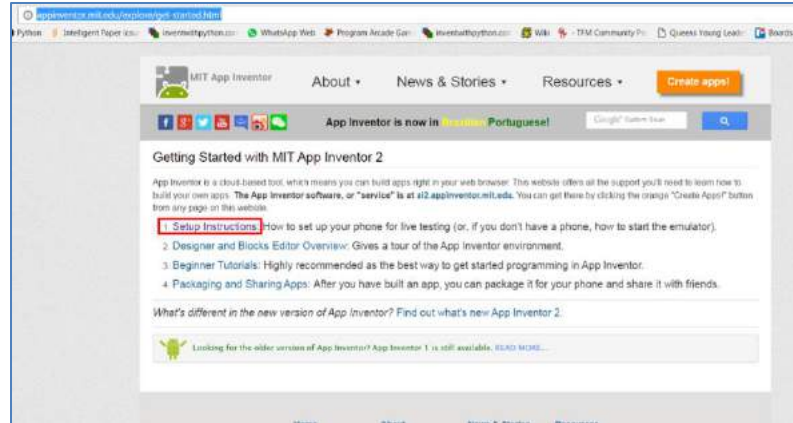 appinventor.mit.edu/explore/get-started.html
Python Intelligent Paper inventwithpython.com WhatsApp Web Program Arcade Gam inventwithpython.com Wiki - TFM Community Queens Young Leade Boards
MIT App Inventor About News & Stories Resources Create apps!
App Inventor is now in Brazilian Portuguese!
Getting Started with MIT App Inventor 2
App Inventor is a cloud-based tool, which means you can build apps right in your web browser. This website offers all the support you'll need to learn how to
build your own apps. The App Inventor software, or "service" is at ai2.appinventor.mit.edu. You can get there by clicking the orange "Create Apps!" button
from any page on this website.
1. Setup Instructions: How to set up your phone for live testing (or, if you don't have a phone, how to start the emulator).
2. Designer and Blocks Editor Overview: Gives a tour of the App Inventor environment.
3. Beginner Tutorials: Highly recommended as the best way to get started programming in App Inventor.
4. Packaging and Sharing Apps: After you have built an app, you can package it for your phone and share it with friends.
What's different in the new version of App Inventor? Find out what's new App Inventor 2.
Looking for the older version of App Inventor? App Inventor 1 is still available. READ MORE...